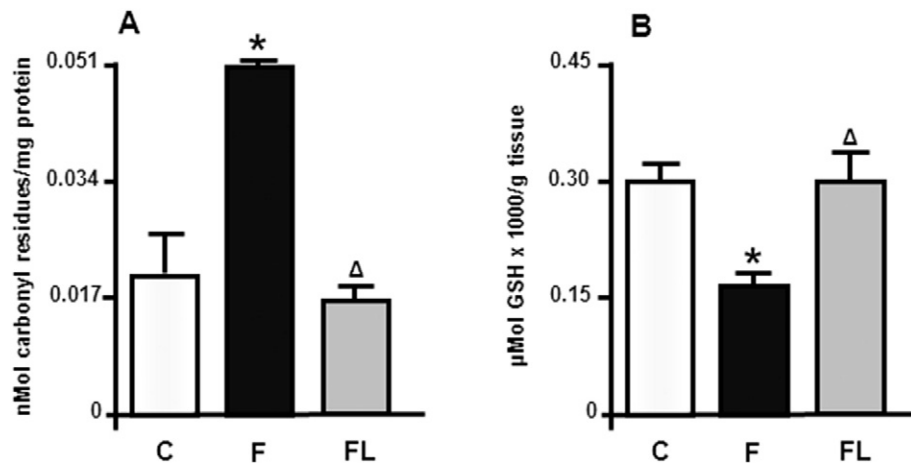 A
nMol carbonyl residues/mg protein
0.051
0.034
0.017
0
*
Δ
C F FL
B
µMol GSH x 1000/g tissue
0.45
0.30
0.15
0
*
Δ
C F FL